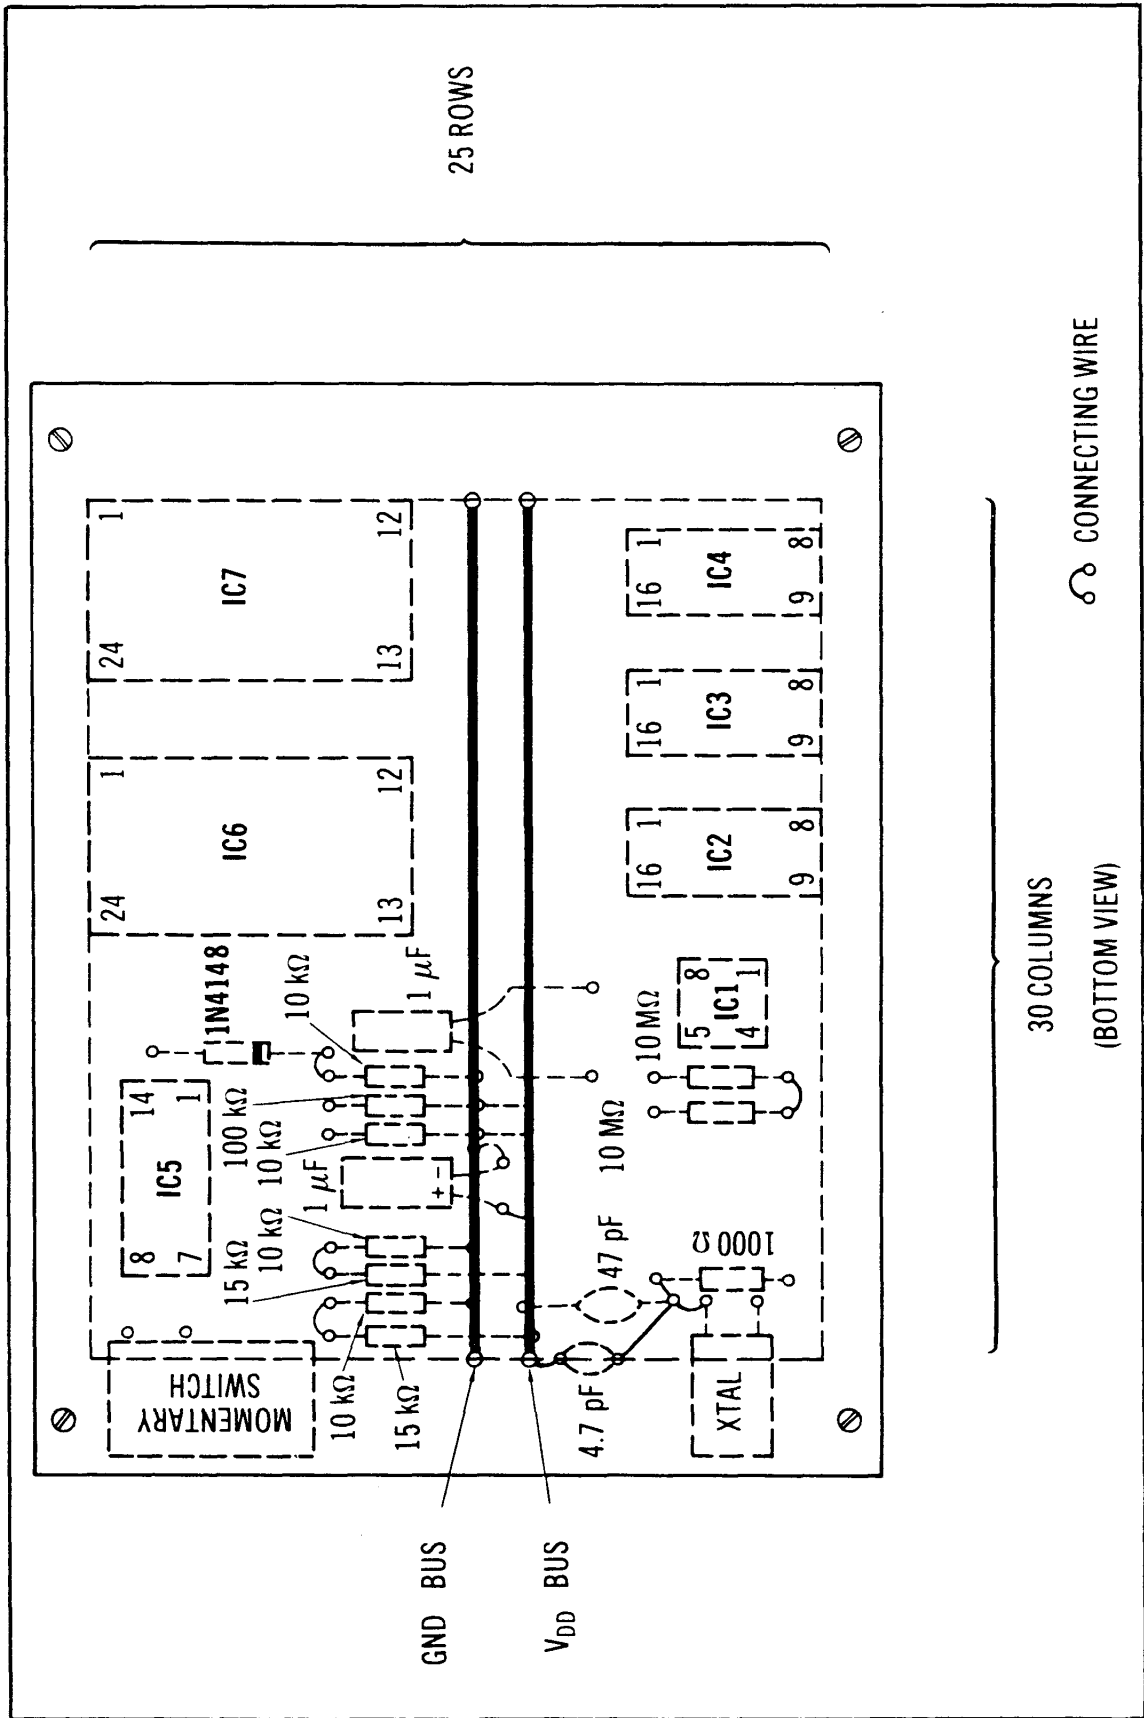 25 ROWS
1
12
IC7
24
13
1
12
IC6
24
13
1N4148
10 kΩ
1 µF
14
1
IC5
8
7
100 kΩ
10 kΩ
1 µF
+ -
15 kΩ
10 kΩ
MOMENTARY
SWITCH
10 kΩ
15 kΩ
GND BUS
VDD BUS
16
1
IC4
9
8
16
1
IC3
9
8
16
1
IC2
9
8
8
1
IC1
5
4
10 MΩ
10 MΩ
47 pF
1000 Ω
4.7 pF
XTAL
30 COLUMNS
(BOTTOM VIEW)
CONNECTING WIRE